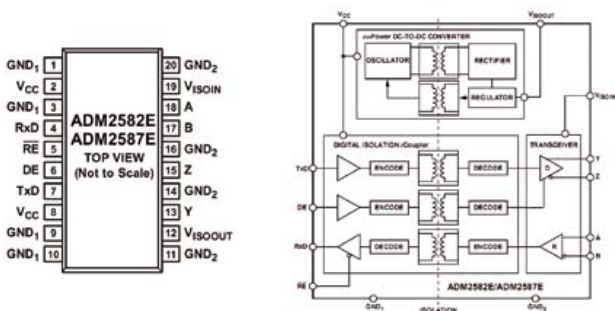 GND1 1 20 GND2
VCC 2 19 VISOIN
GND1 3 18 A
RxD 4 17 B
RE 5 16 GND2
DE 6 15 Z
TxD 7 14 GND2
VCC 8 13 Y
GND1 9 12 VISOOUT
GND1 10 11 GND2
ADM2582E
ADM2587E
TOP VIEW
(Not to Scale)
VCC VISOOUT
isoPower DC-TO-DC CONVERTER
OSCILLATOR RECTIFIER
REGULATOR
VISOIN
DIGITAL ISOLATION iCoupler TRANSCEIVER
TxD ENCODE DECODE D Y
Z
DE ENCODE DECODE
RxD DECODE ENCODE R A
B
RE
ADM2582E/ADM2587E
GND1 GND2
ISOLATION